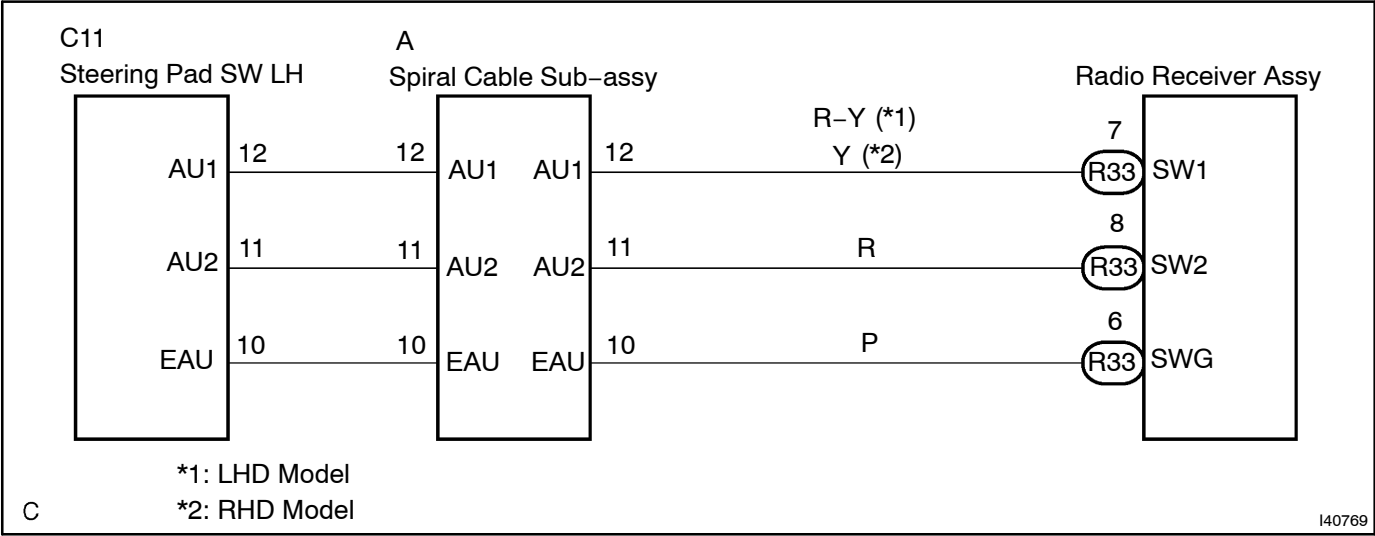 C11
A
Steering Pad SW LH
Spiral Cable Sub−assy
Radio Receiver Assy
R−Y (*1)
Y (*2)
7
AU1
12
12
AU1
AU1
12
R33
SW1
8
AU2
11
11
AU2
AU2
11
R
R33
SW2
6
EAU
10
10
EAU
EAU
10
P
R33
SWG
*1: LHD Model
*2: RHD Model
C
I40769